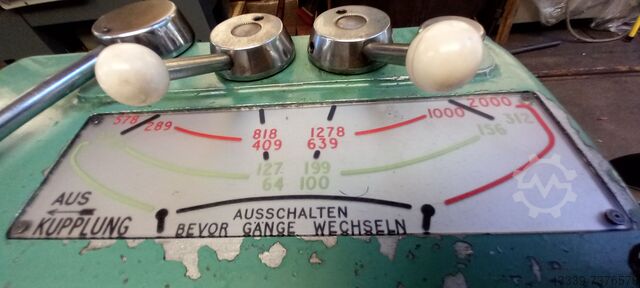 578 289 818 1278 1000 2000 312
409 639 156
127 199
64 100
AUS
KUPPLUNG
AUSSCHALTEN
BEVOR GÄNGE WECHSELN